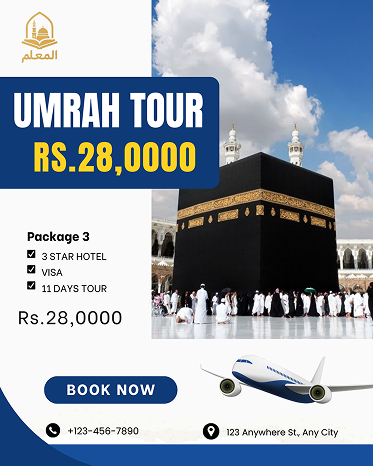 المعلم
UMRAH TOUR
RS.28,0000
Package 3
3 STAR HOTEL
VISA
11 DAYS TOUR
Rs.28,0000
BOOK NOW
+123-456-7890
123 Anywhere St., Any City